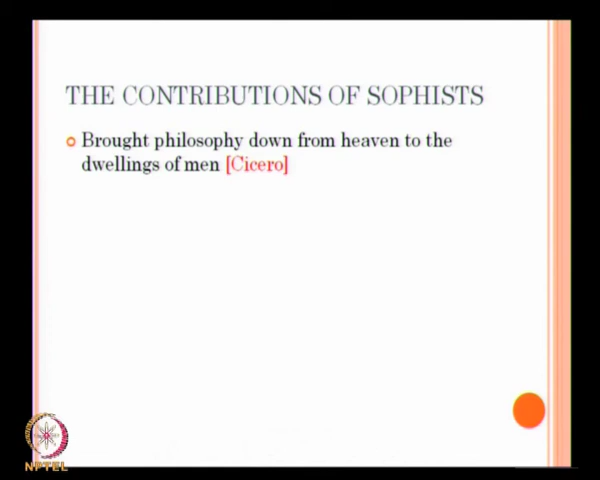 THE CONTRIBUTIONS OF SOPHISTS
Brought philosophy down from heaven to the
dwellings of men [Cicero]
NPTEL